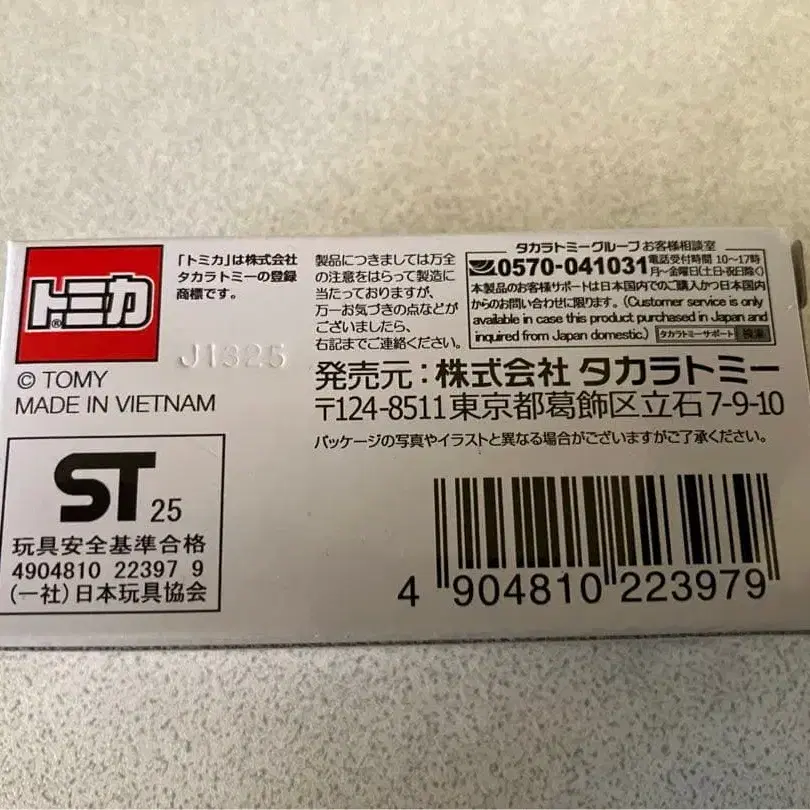 トミカ®
「トミカ」は株式会社
タカラトミーの登録
商標です。
J1325
© TOMY
MADE IN VIETNAM
製品につきましては万全
の注意をはらって製造に
当たっておりますが、
万一お気づきの点などが
ございましたら、
右記までご連絡ください。
タカラトミーグループ お客様相談室
0570-041031 電話受付時間 10〜17時
月〜金曜日(土日・祝日除く)
本製品のお客様サポートは日本国内でのご購入かつ日本国内
からのお問い合わせに限ります。(Customer service is only
available in case this product purchased in Japan and
inquired from Japan domestic.) タカラトミーサポート 検索
発売元:株式会社 タカラトミー
〒124-8511 東京都葛飾区立石7-9-10
パッケージの写真やイラストと異なる場合がございますがご了承ください。
ST 25
玩具安全基準合格
4904810 22397 9
(一社)日本玩具協会
4 904810 223979